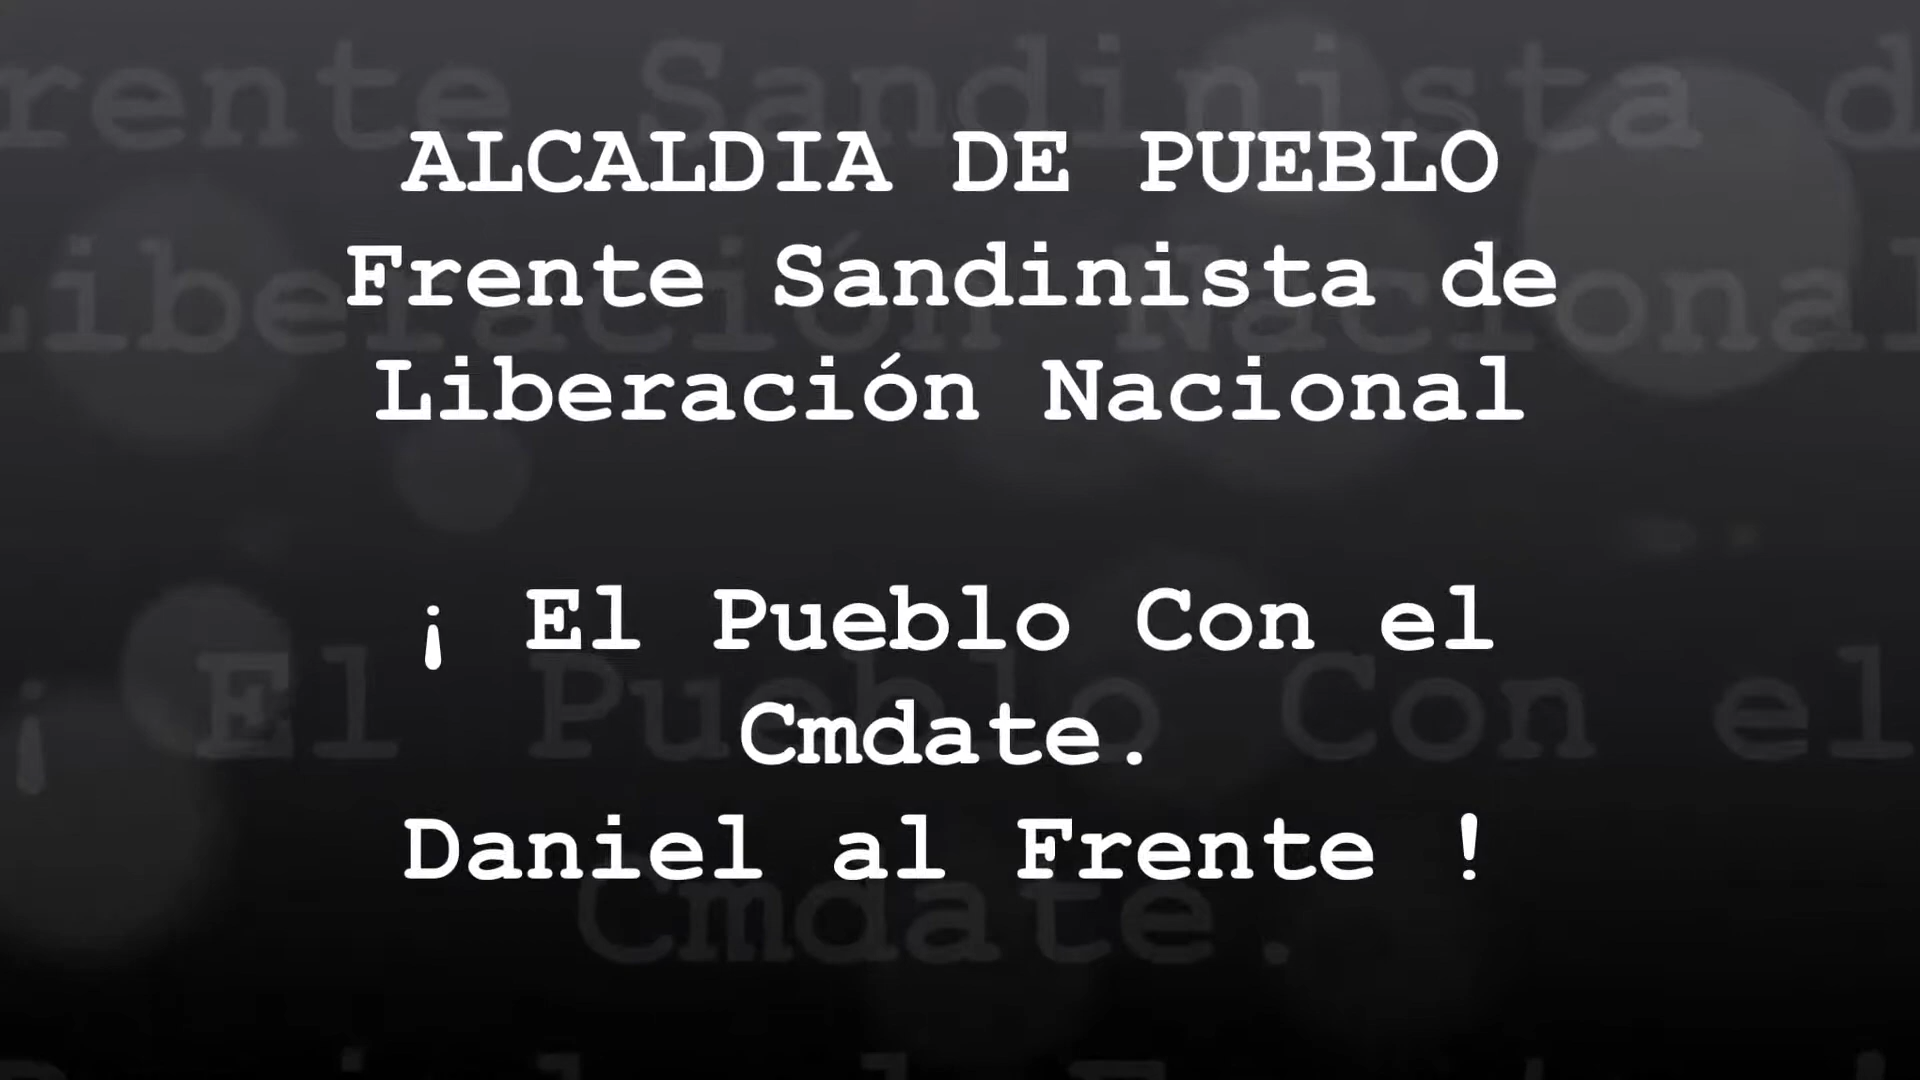 ALCALDIA DE PUEBLO
Frente Sandinista de
Liberación Nacional
¡ El Pueblo Con el
Cmdate.
Daniel al Frente !